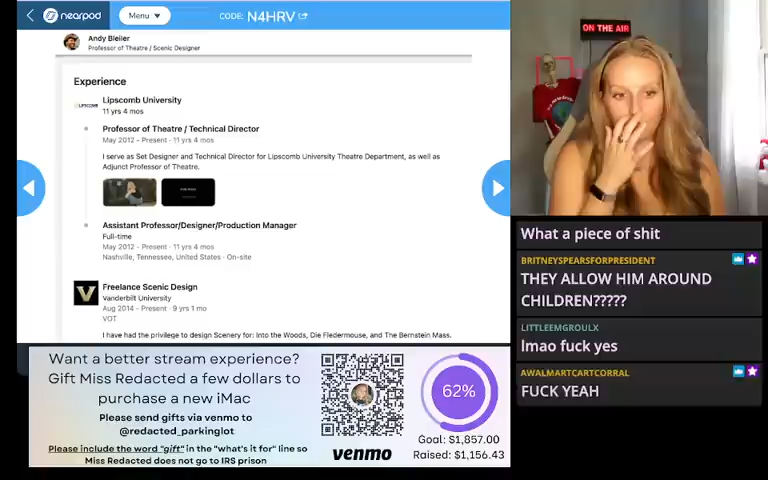 nearpod
Menu
CODE: N4HRV
Andy Bleiler
Professor of Theatre / Scenic Designer
Experience
LIPSCOMB
Lipscomb University
11 yrs 4 mos
Professor of Theatre / Technical Director
May 2012 - Present · 11 yrs 4 mos
I serve as Set Designer and Technical Director for Lipscomb University Theatre Department, as well as
Adjunct Professor of Theatre.
Assistant Professor/Designer/Production Manager
Full-time
May 2012 - Present · 11 yrs 4 mos
Nashville, Tennessee, United States · On-site
V
Freelance Scenic Design
Vanderbilt University
Aug 2014 - Present · 9 yrs 1 mo
VOT
I have had the privilege to design Scenery for: Into the Woods, Die Fledermouse, and The Bernstein Mass.
Want a better stream experience?
Gift Miss Redacted a few dollars to
purchase a new iMac
Please send gifts via venmo to
@redacted_parkinglot
Please include the word "gift" in the "what's it for" line so
Miss Redacted does not go to IRS prison
venmo
62%
Goal: $1,857.00
Raised: $1,156.43
ON THE AIR
What a piece of shit
BRITNEYSPEARSFORPRESIDENT
THEY ALLOW HIM AROUND
CHILDREN?????
LITTLEEMGROULX
lmao fuck yes
AWALMARTCARTCORRAL
FUCK YEAH